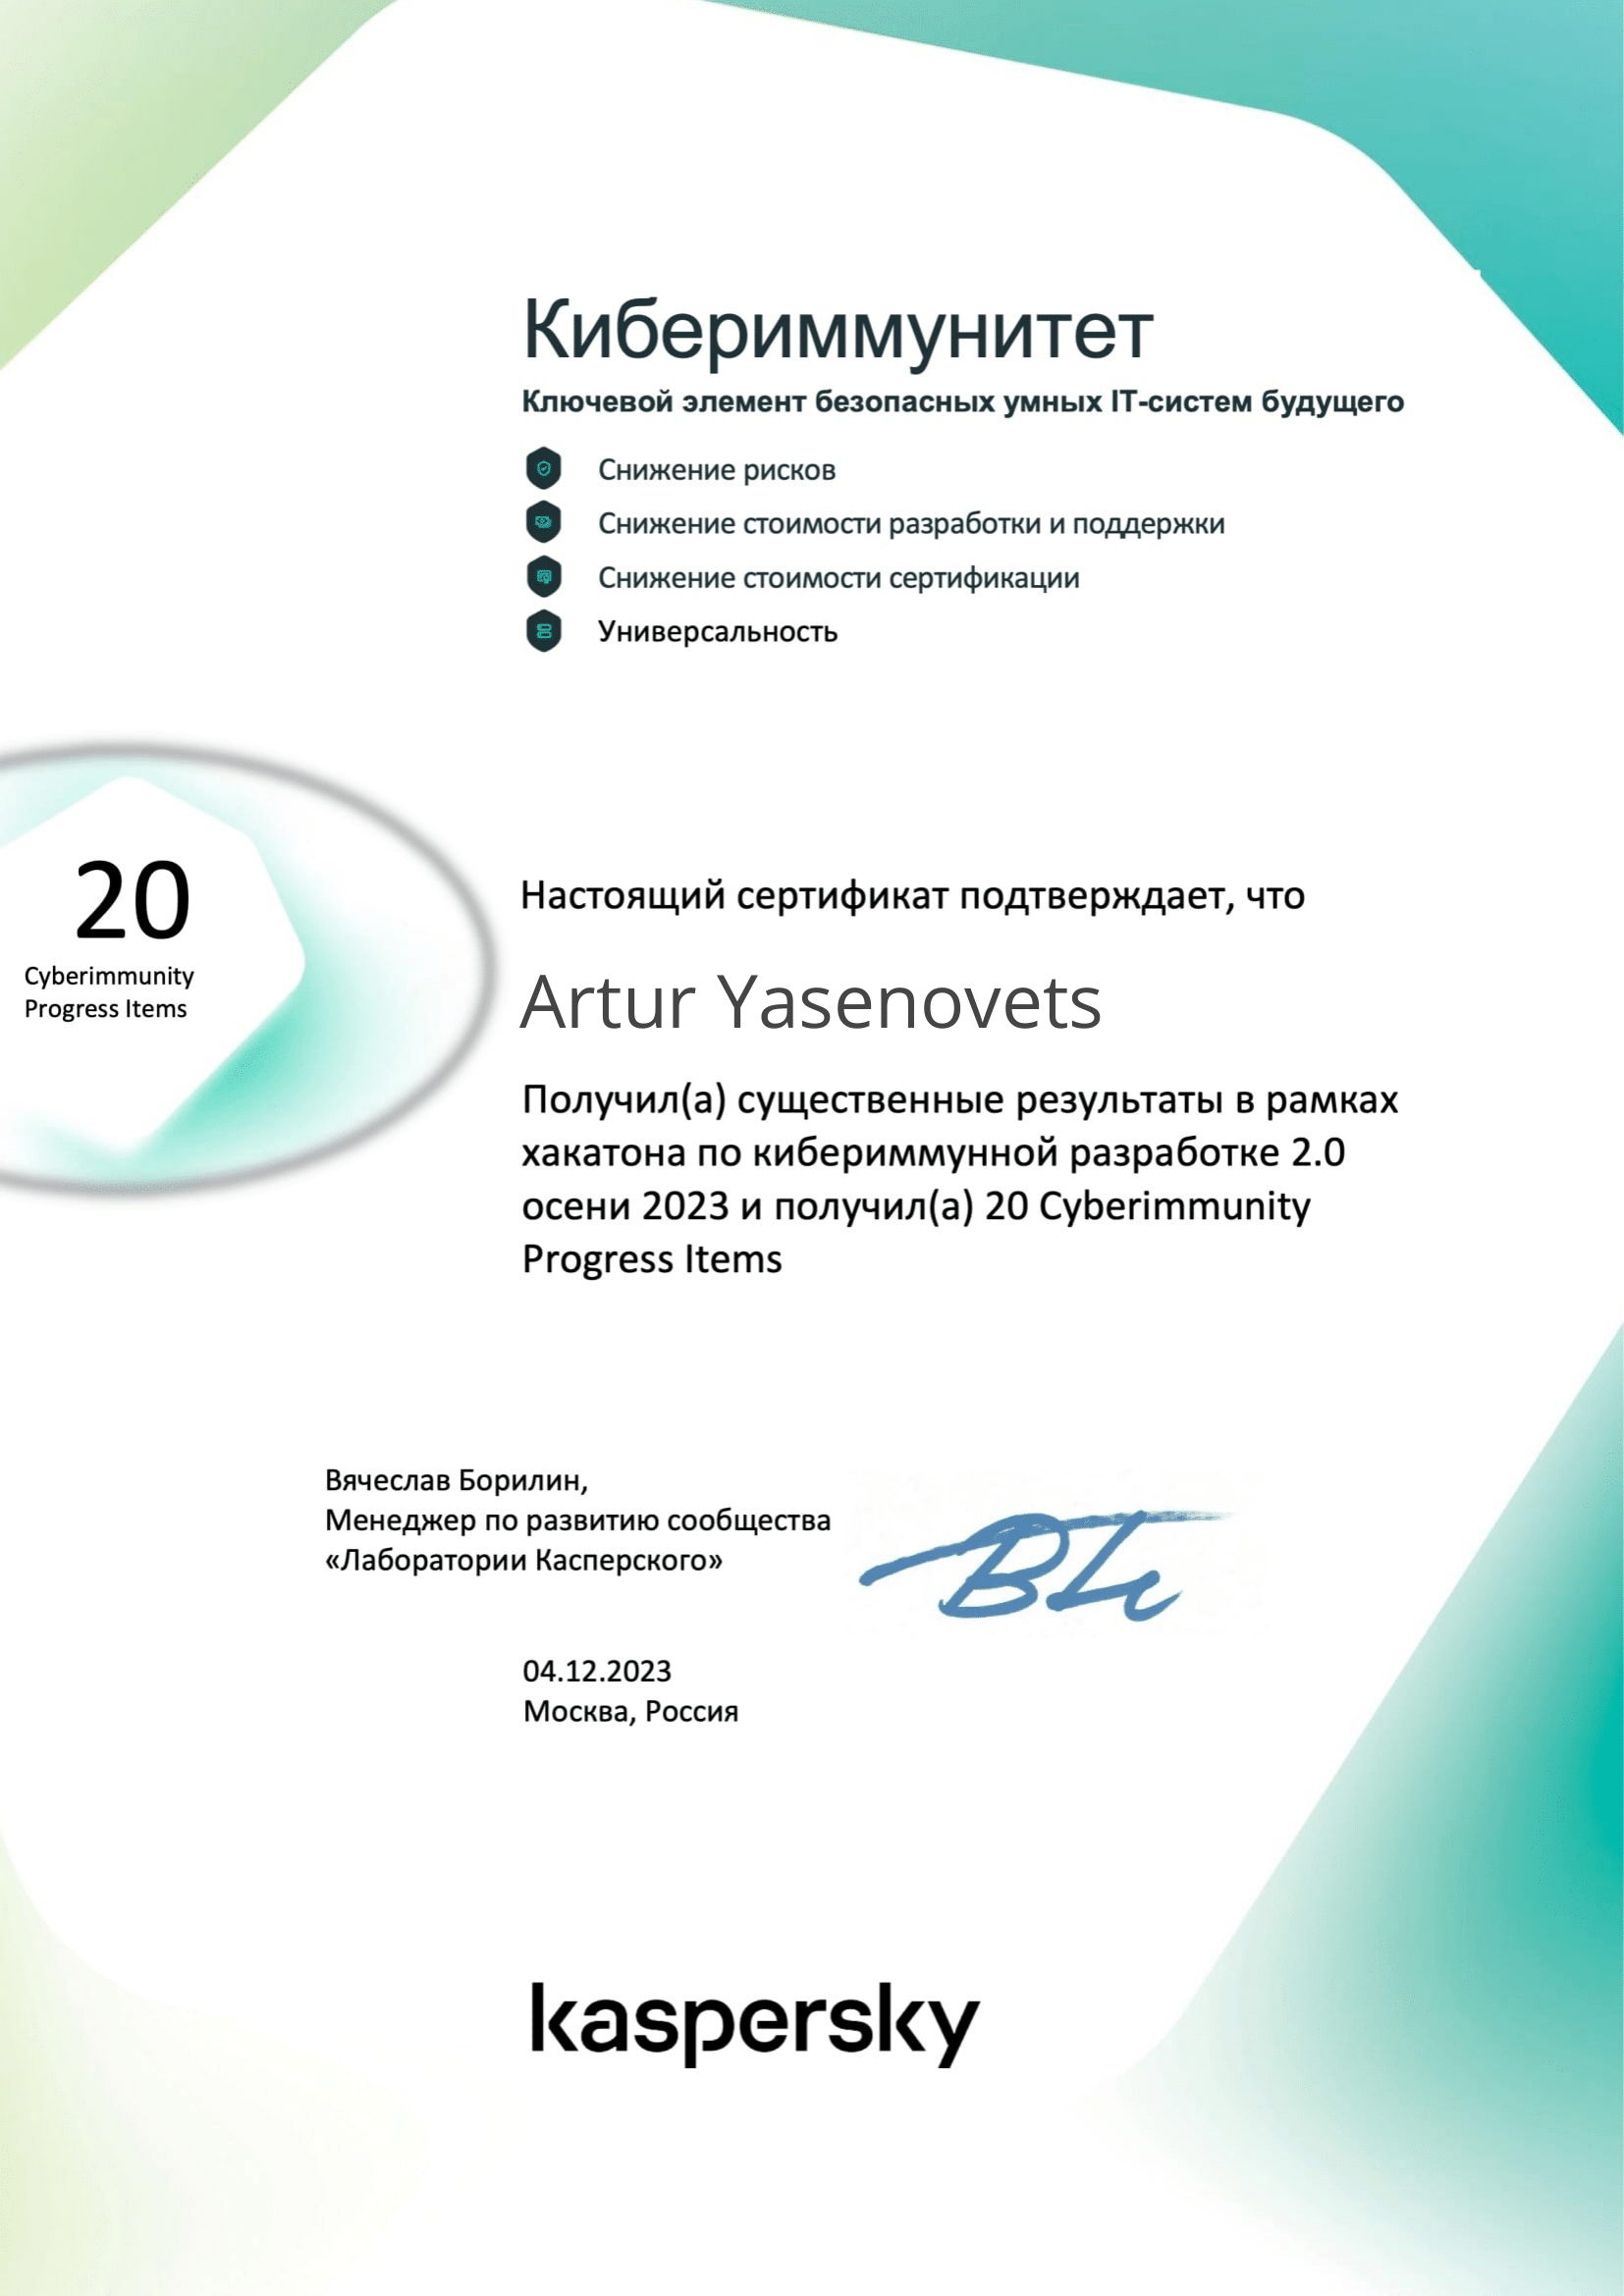 Кибериммунитет
Ключевой элемент безопасных умных IT-систем будущего
Снижение рисков
Снижение стоимости разработки и поддержки
Снижение стоимости сертификации
Универсальность
20
Cyberimmunity
Progress Items
Настоящий сертификат подтверждает, что
Artur Yasenovets
Получил(а) существенные результаты в рамках
хакатона по кибериммунной разработке 2.0
осени 2023 и получил(а) 20 Cyberimmunity
Progress Items
Вячеслав Борилин,
Менеджер по развитию сообщества
«Лаборатории Касперского»
04.12.2023
Москва, Россия
kaspersky